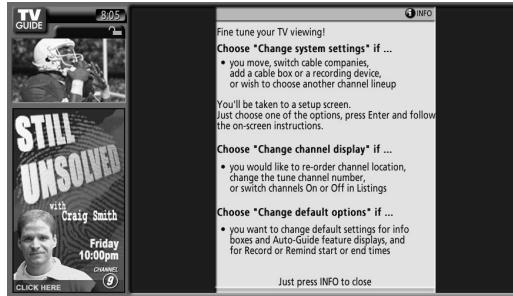 TV
GUIDE
8:05
STILL
UNSOLVED
with
Craig Smith
Friday
10:00pm
CHANNEL
9
CLICK HERE
INFO
Fine tune your TV viewing!
Choose "Change system settings" if ...
• you move, switch cable companies,
add a cable box or a recording device,
or wish to choose another channel lineup
You'll be taken to a setup screen.
Just choose one of the options, press Enter and follow
the on-screen instructions.
Choose "Change channel display" if ...
• you would like to re-order channel location,
change the tune channel number,
or switch channels On or Off in Listings
Choose "Change default options" if ...
• you want to change default settings for info
boxes and Auto-Guide feature displays, and
for Record or Remind start or end times
Just press INFO to close